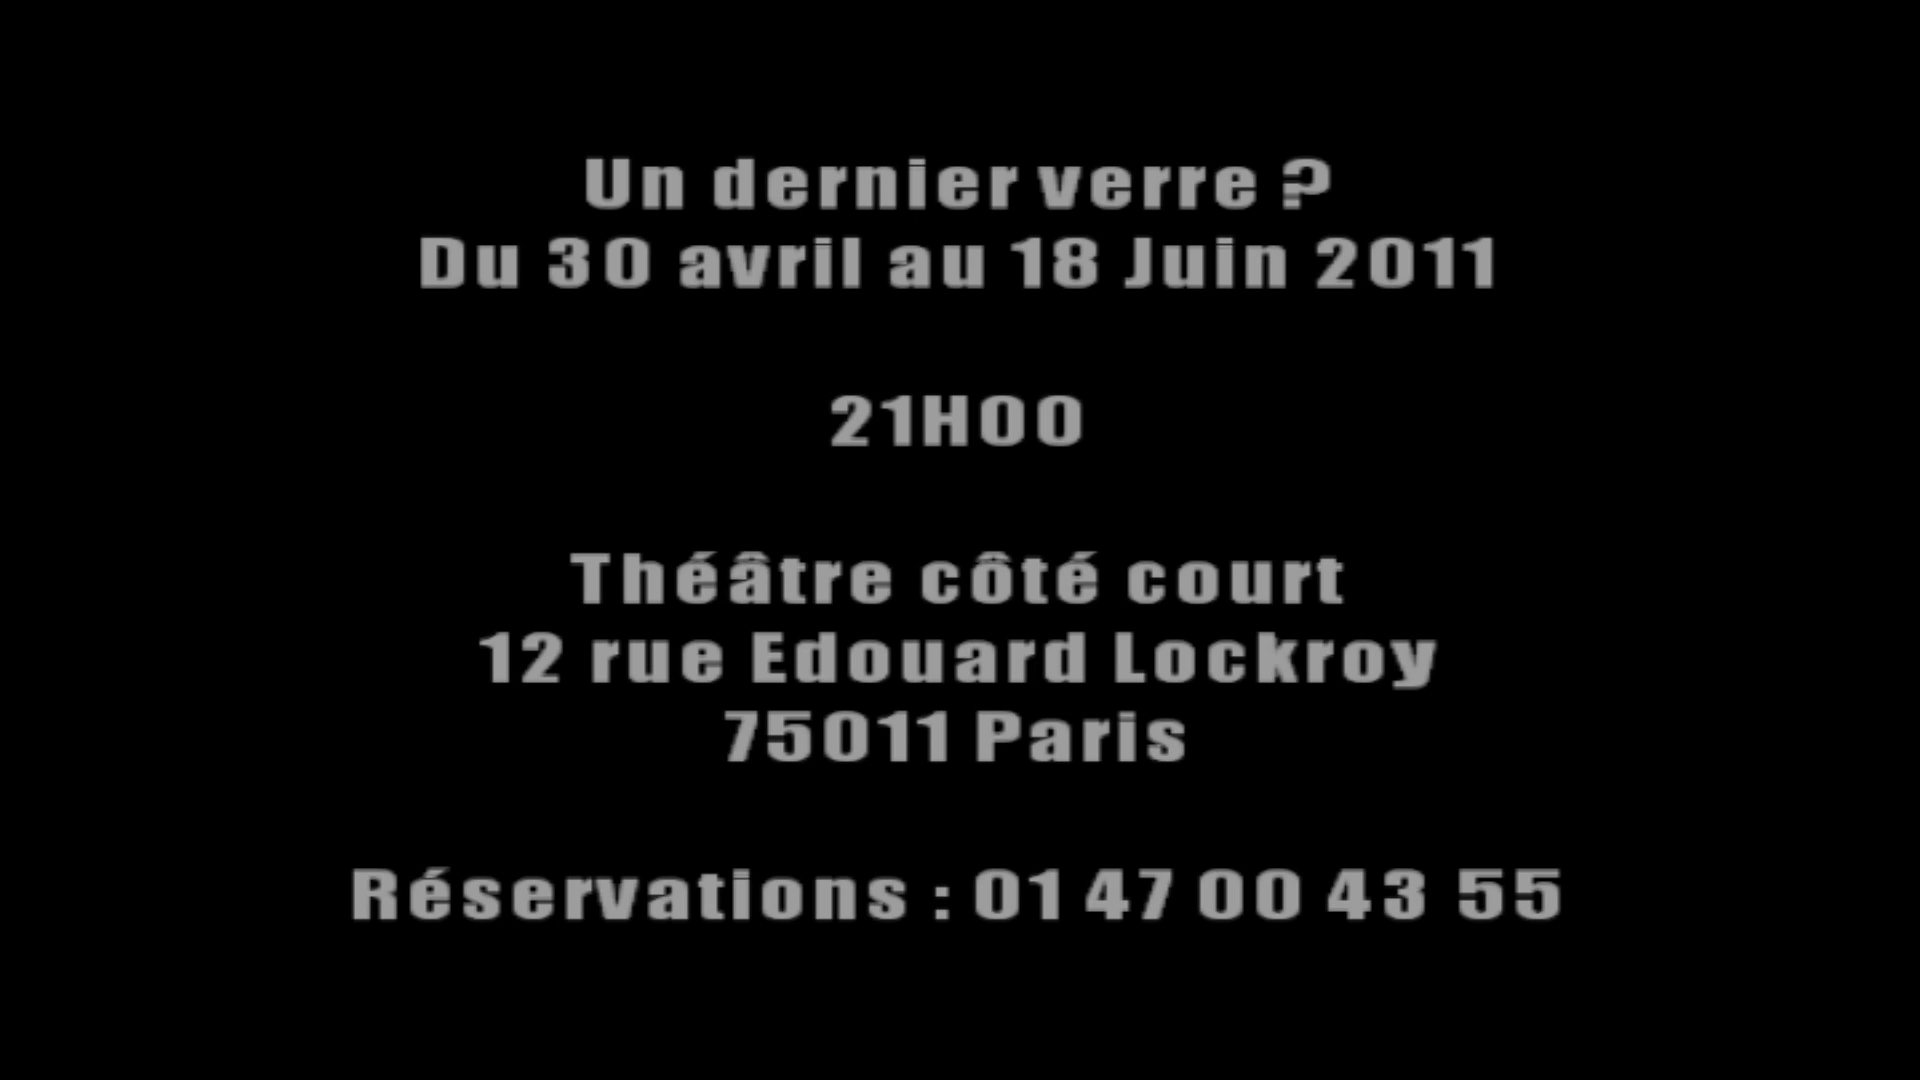 Un dernier verre ?
Du 30 avril au 18 Juin 2011
21H00
Théâtre côté court
12 rue Edouard Lockroy
75011 Paris
Réservations : 01 47 00 43 55